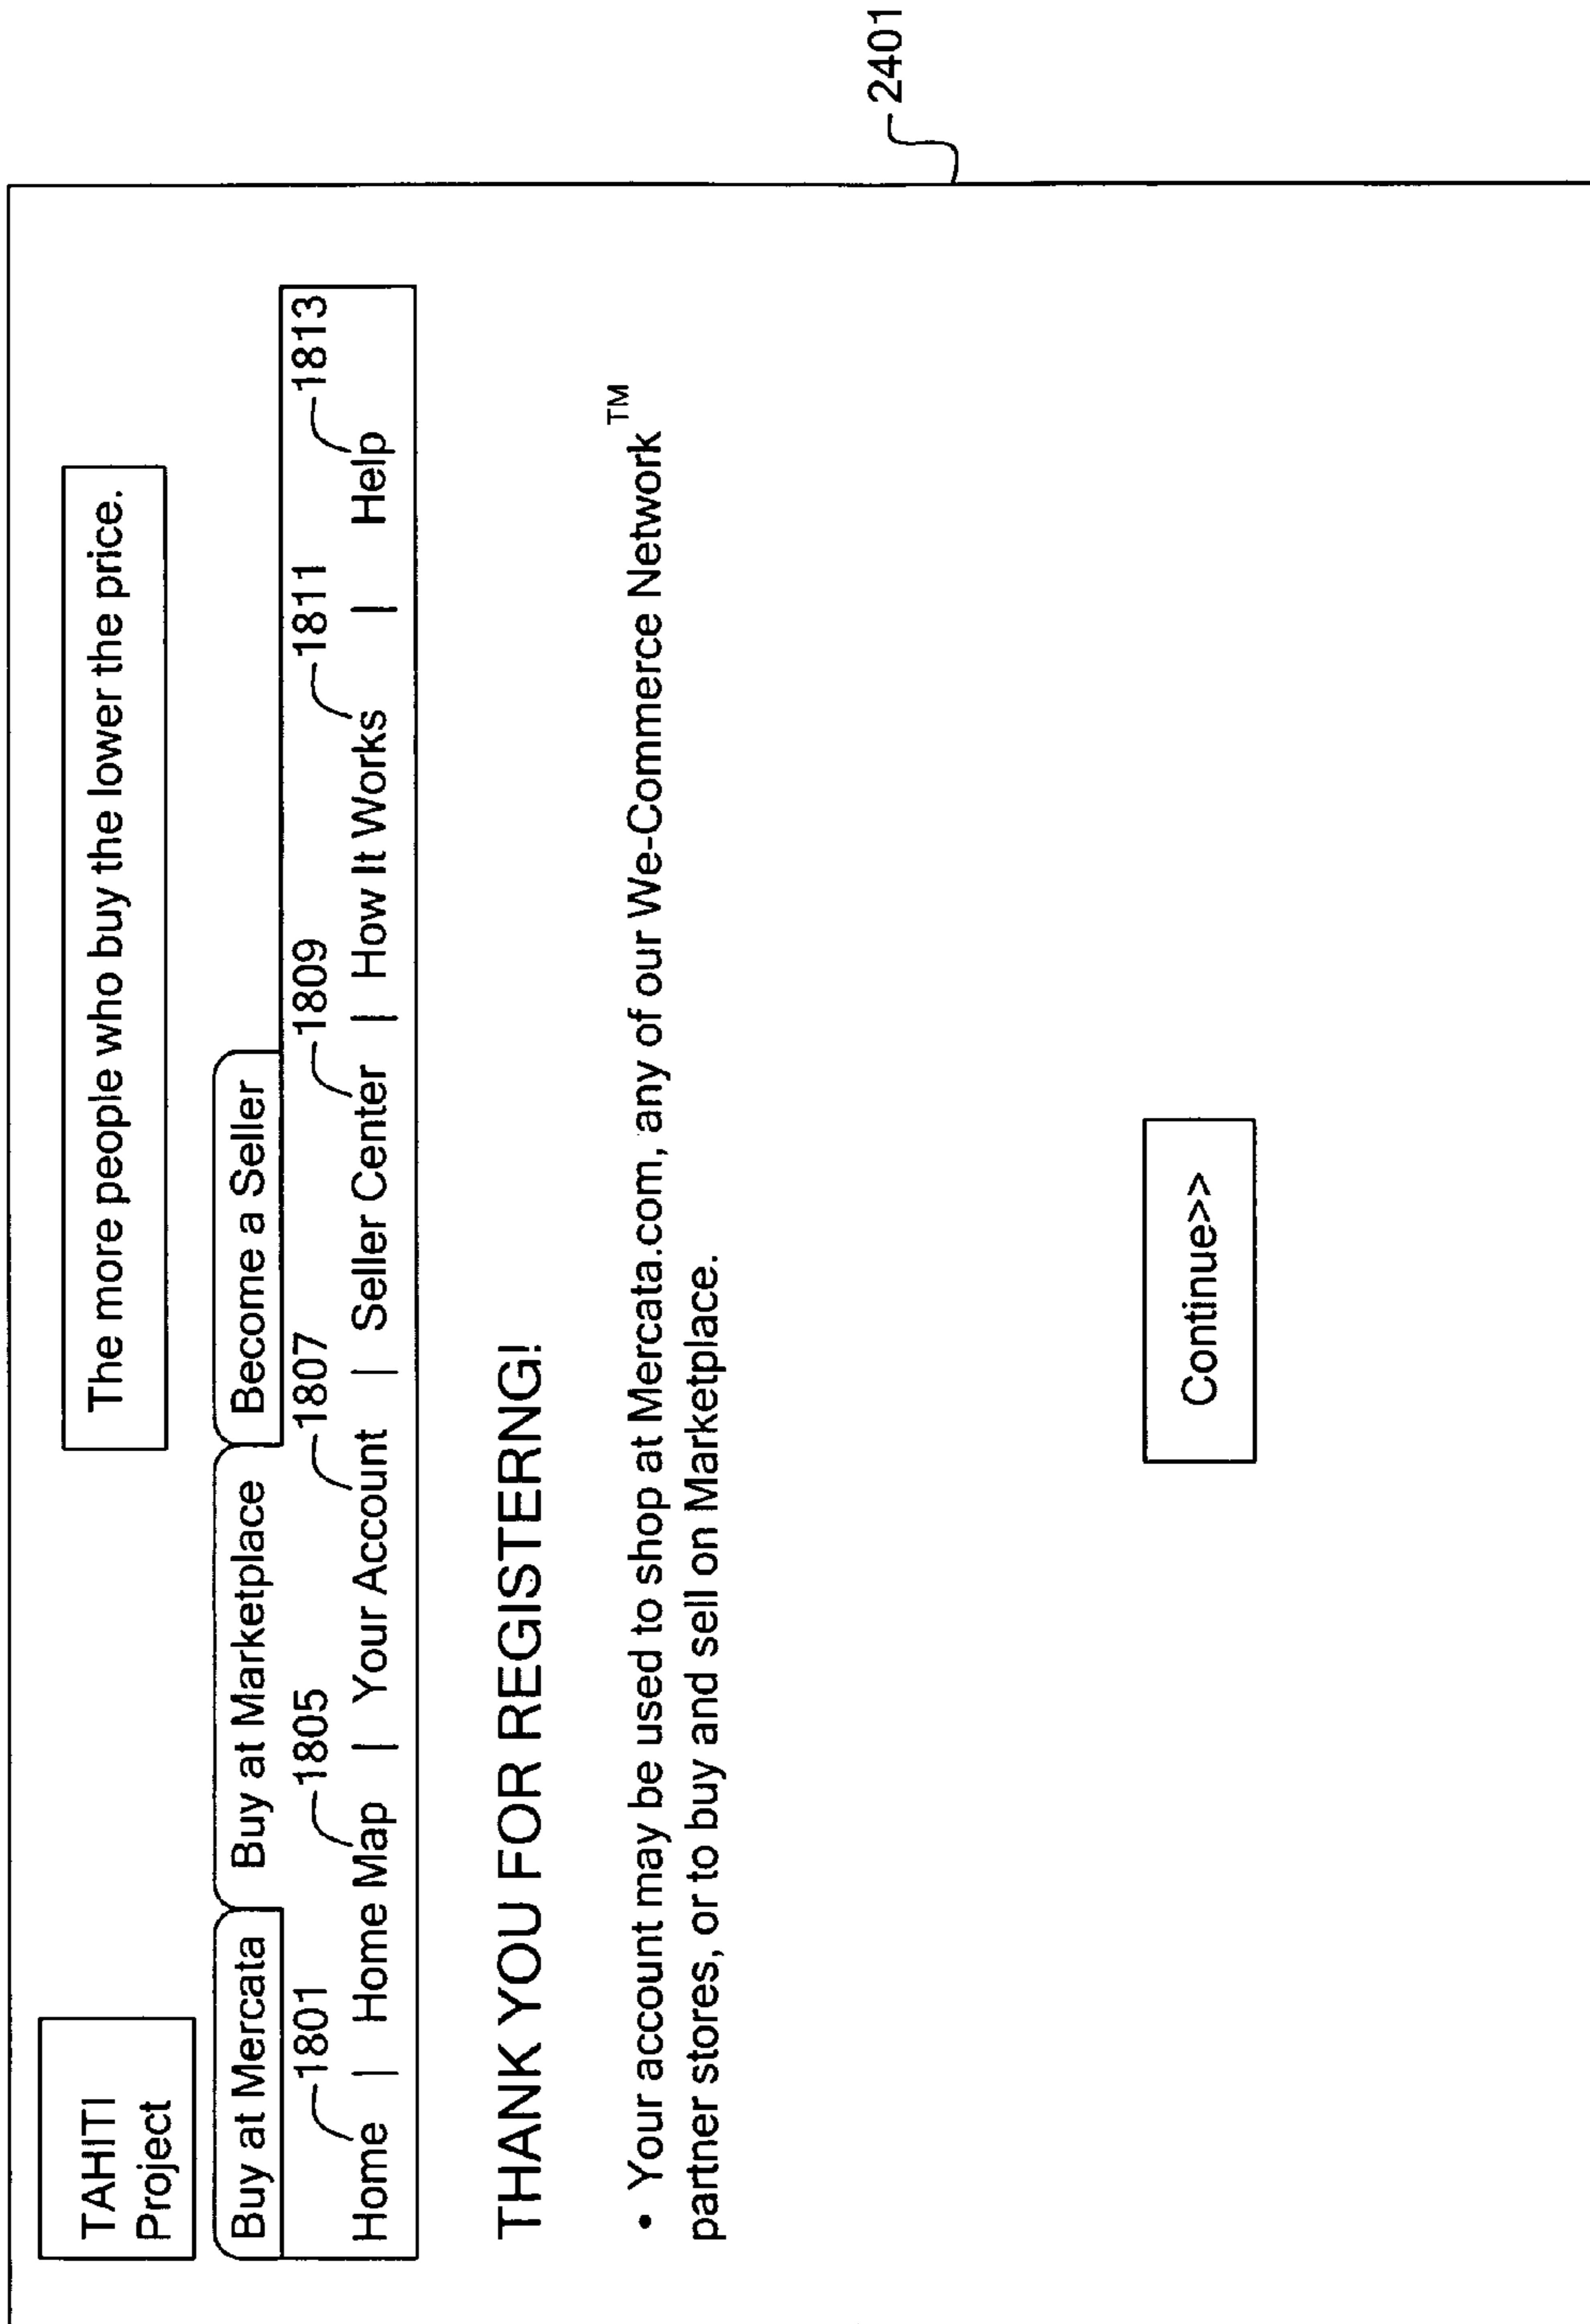 TAHITI
Project
The more people who buy the lower the price.
Buy at Mercata Buy at Marketplace Become a Seller
1801 1805 1807 1809 1811 1813
Home | Home Map | Your Account | Seller Center | How It Works | Help
THANK YOU FOR REGISTERNG!
• Your account may be used to shop at Mercata.com, any of our We-Commerce Network™
partner stores, or to buy and sell on Marketplace.
Continue>>
2401